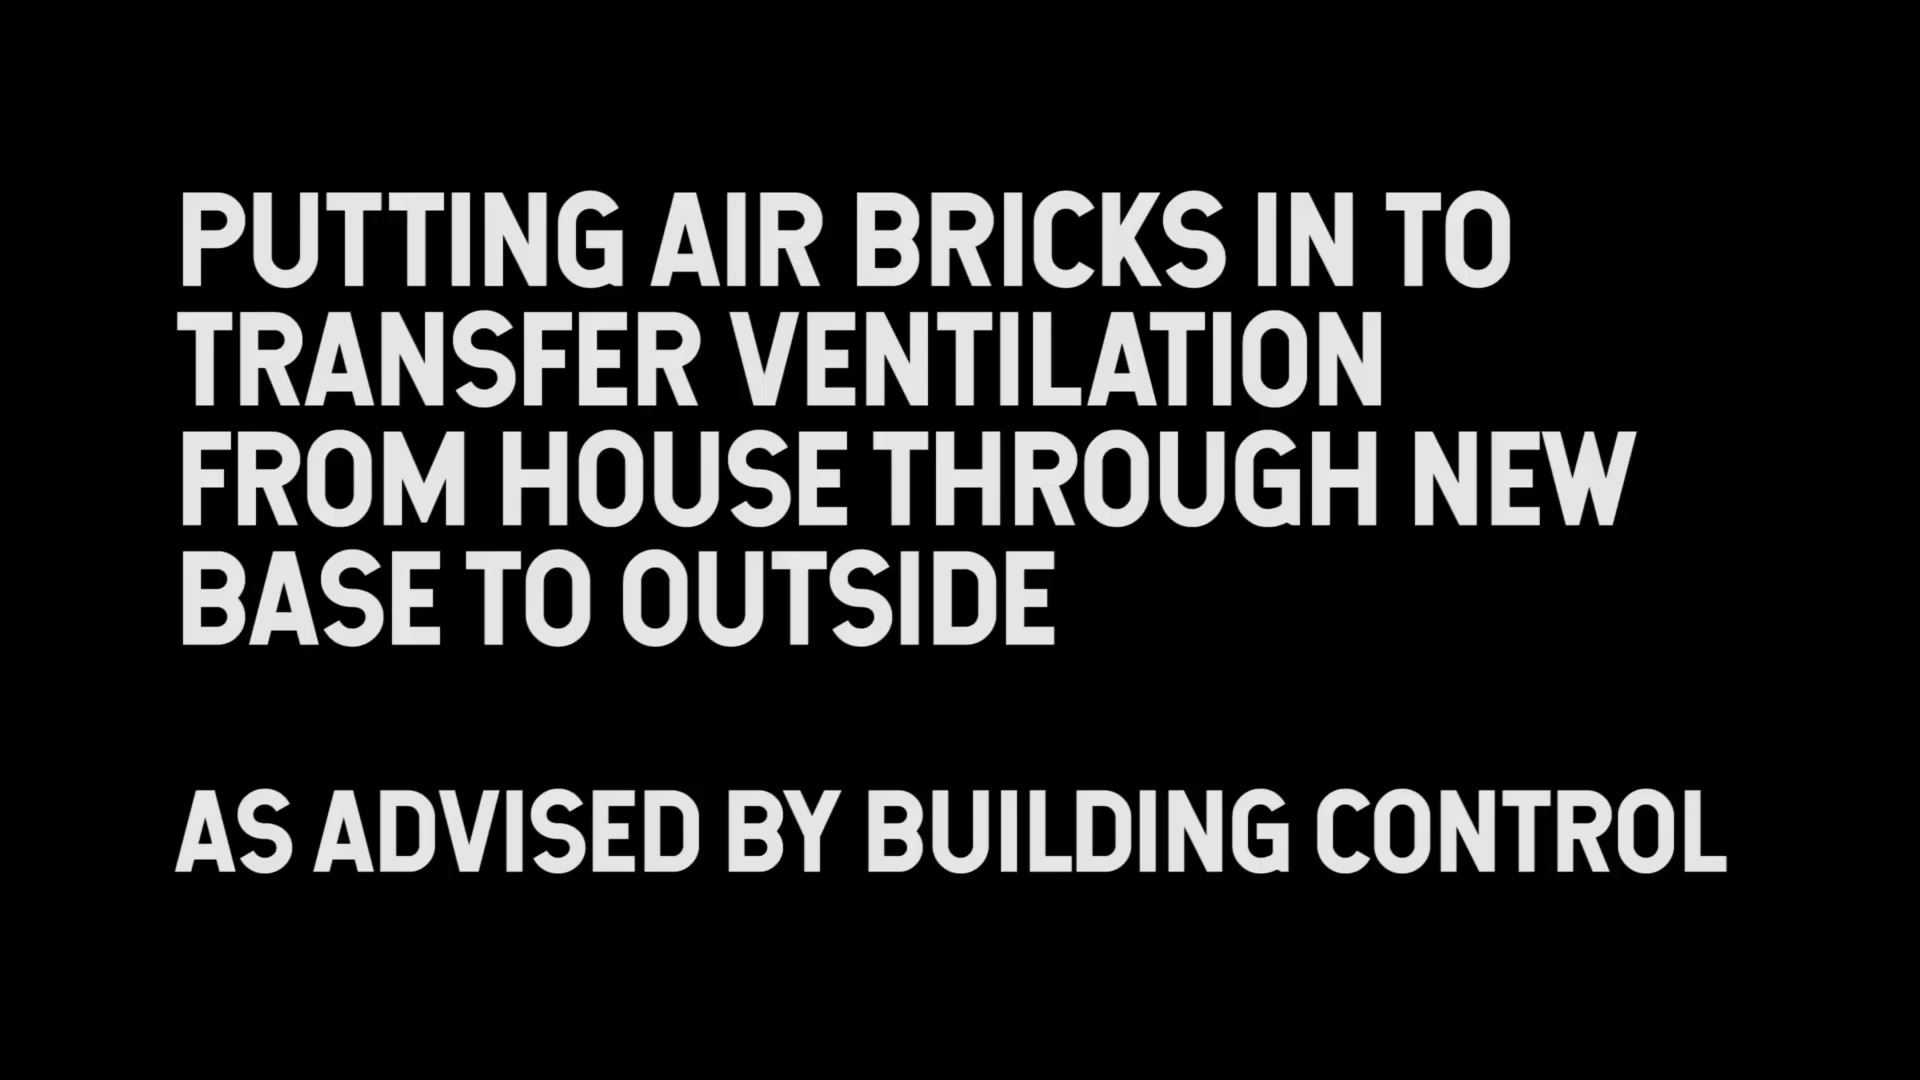 PUTTING AIR BRICKS IN TO
TRANSFER VENTILATION
FROM HOUSE THROUGH NEW
BASE TO OUTSIDE
AS ADVISED BY BUILDING CONTROL